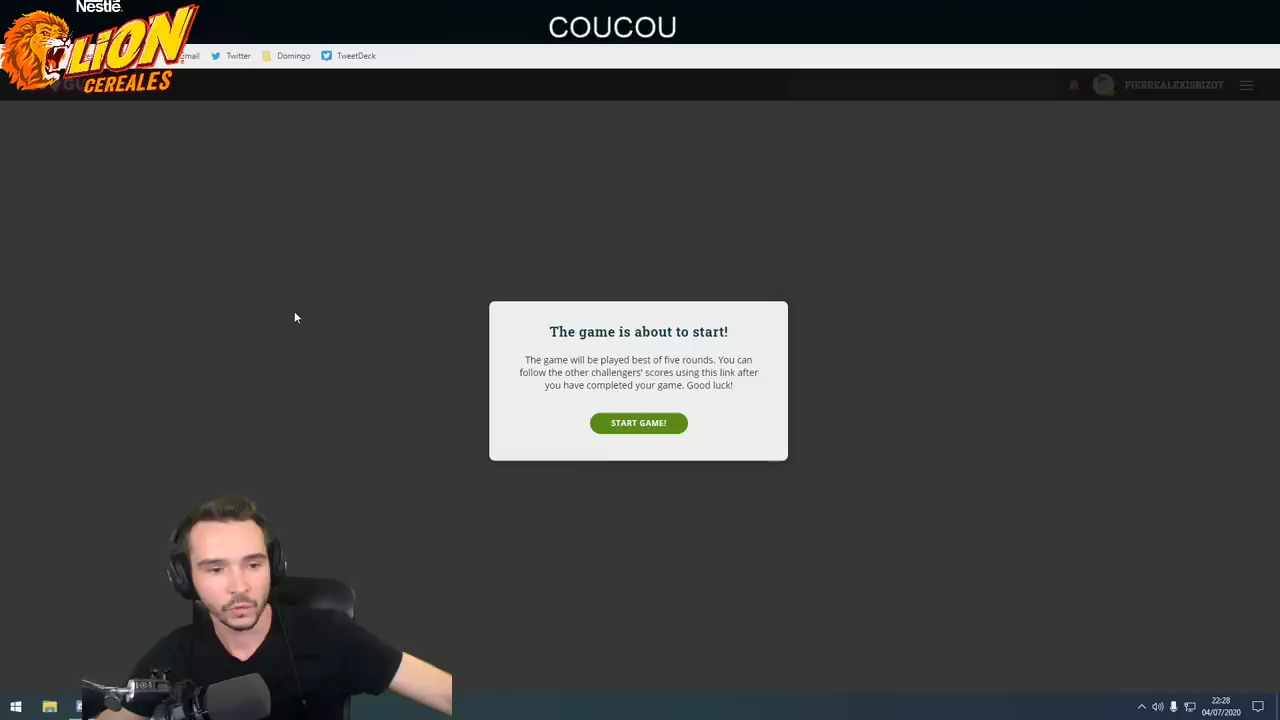 Nestlé
LION
CEREALES
COUCOU
mail
Twitter
Domingo
TweetDeck
GU
PIERREALEXISBIZOT
The game is about to start!
The game will be played best of five rounds. You can
follow the other challengers' scores using this link after
you have completed your game. Good luck!
START GAME!
22:28
04/07/2020